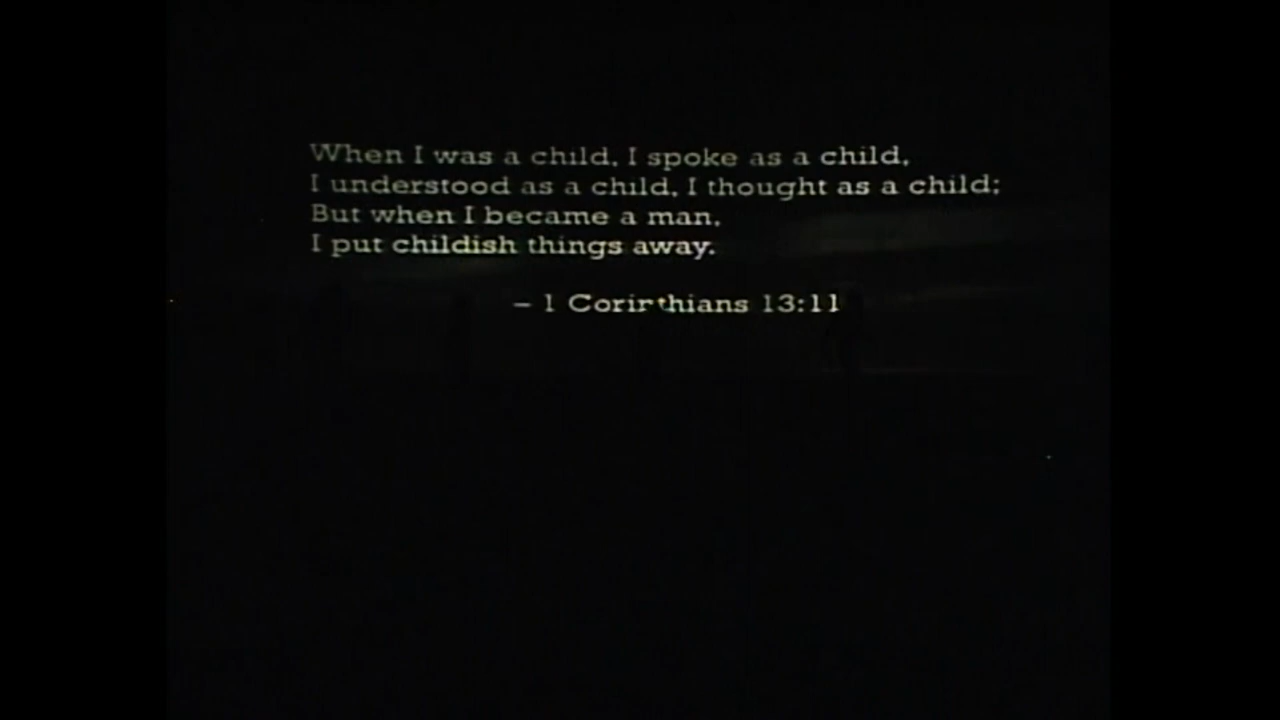 When I was a child, I spoke as a child,
I understood as a child, I thought as a child;
But when I became a man,
I put childish things away.
– 1 Corinthians 13:11